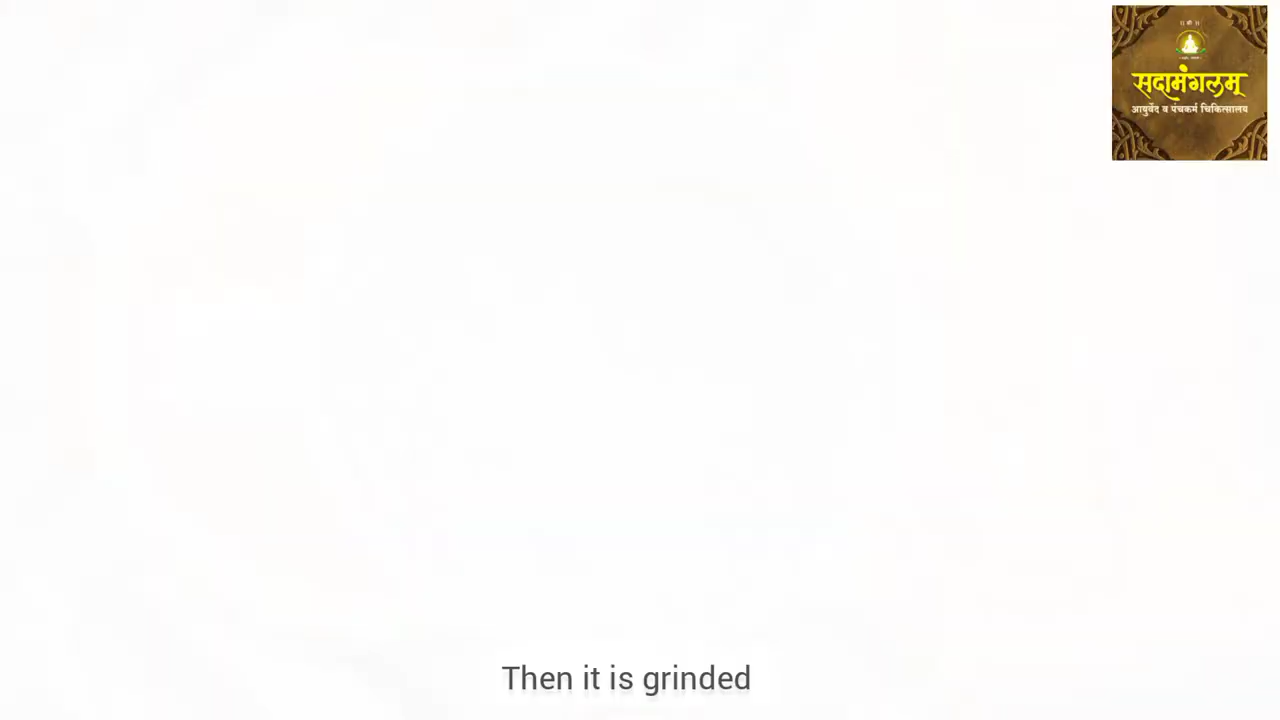 || श्री ||
सदामंगलम्
आयुर्वेद व पंचकर्म चिकित्सालय
Then it is grinded